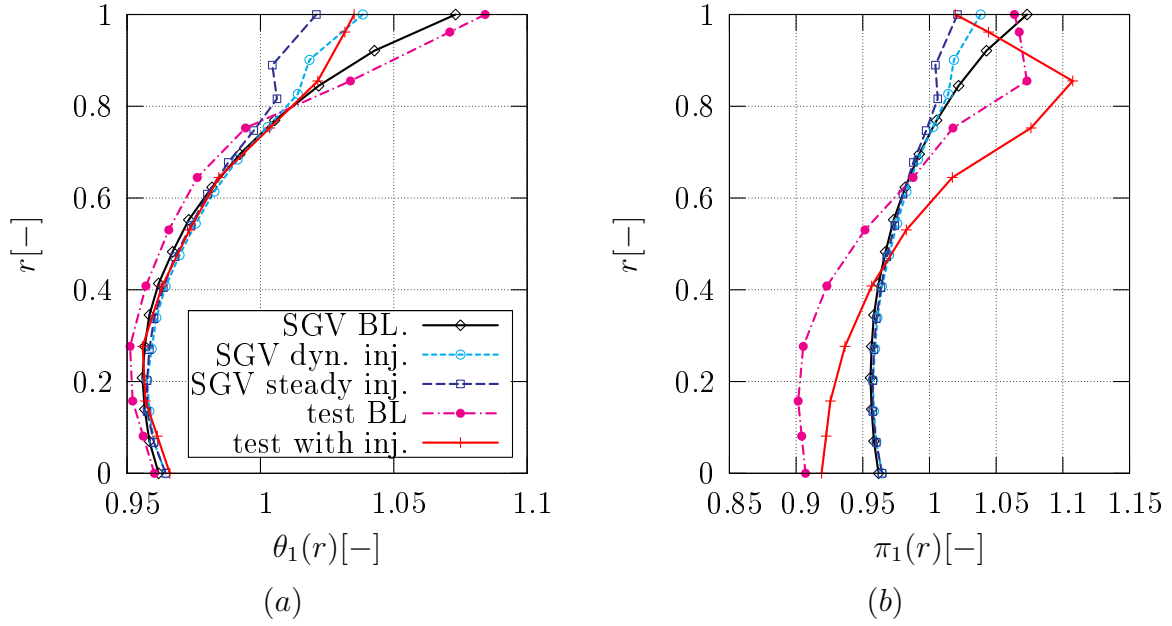 1
0.8
0.6
0.4
0.2
0
r[−]
0.95 1 1.05 1.1
θ₁(r)[−]
SGV BL.
SGV dyn. inj.
SGV steady inj.
test BL
test with inj.
(a)
1
0.8
0.6
0.4
0.2
0
r[−]
0.85 0.9 0.95 1 1.05 1.1 1.15
π₁(r)[−]
(b)